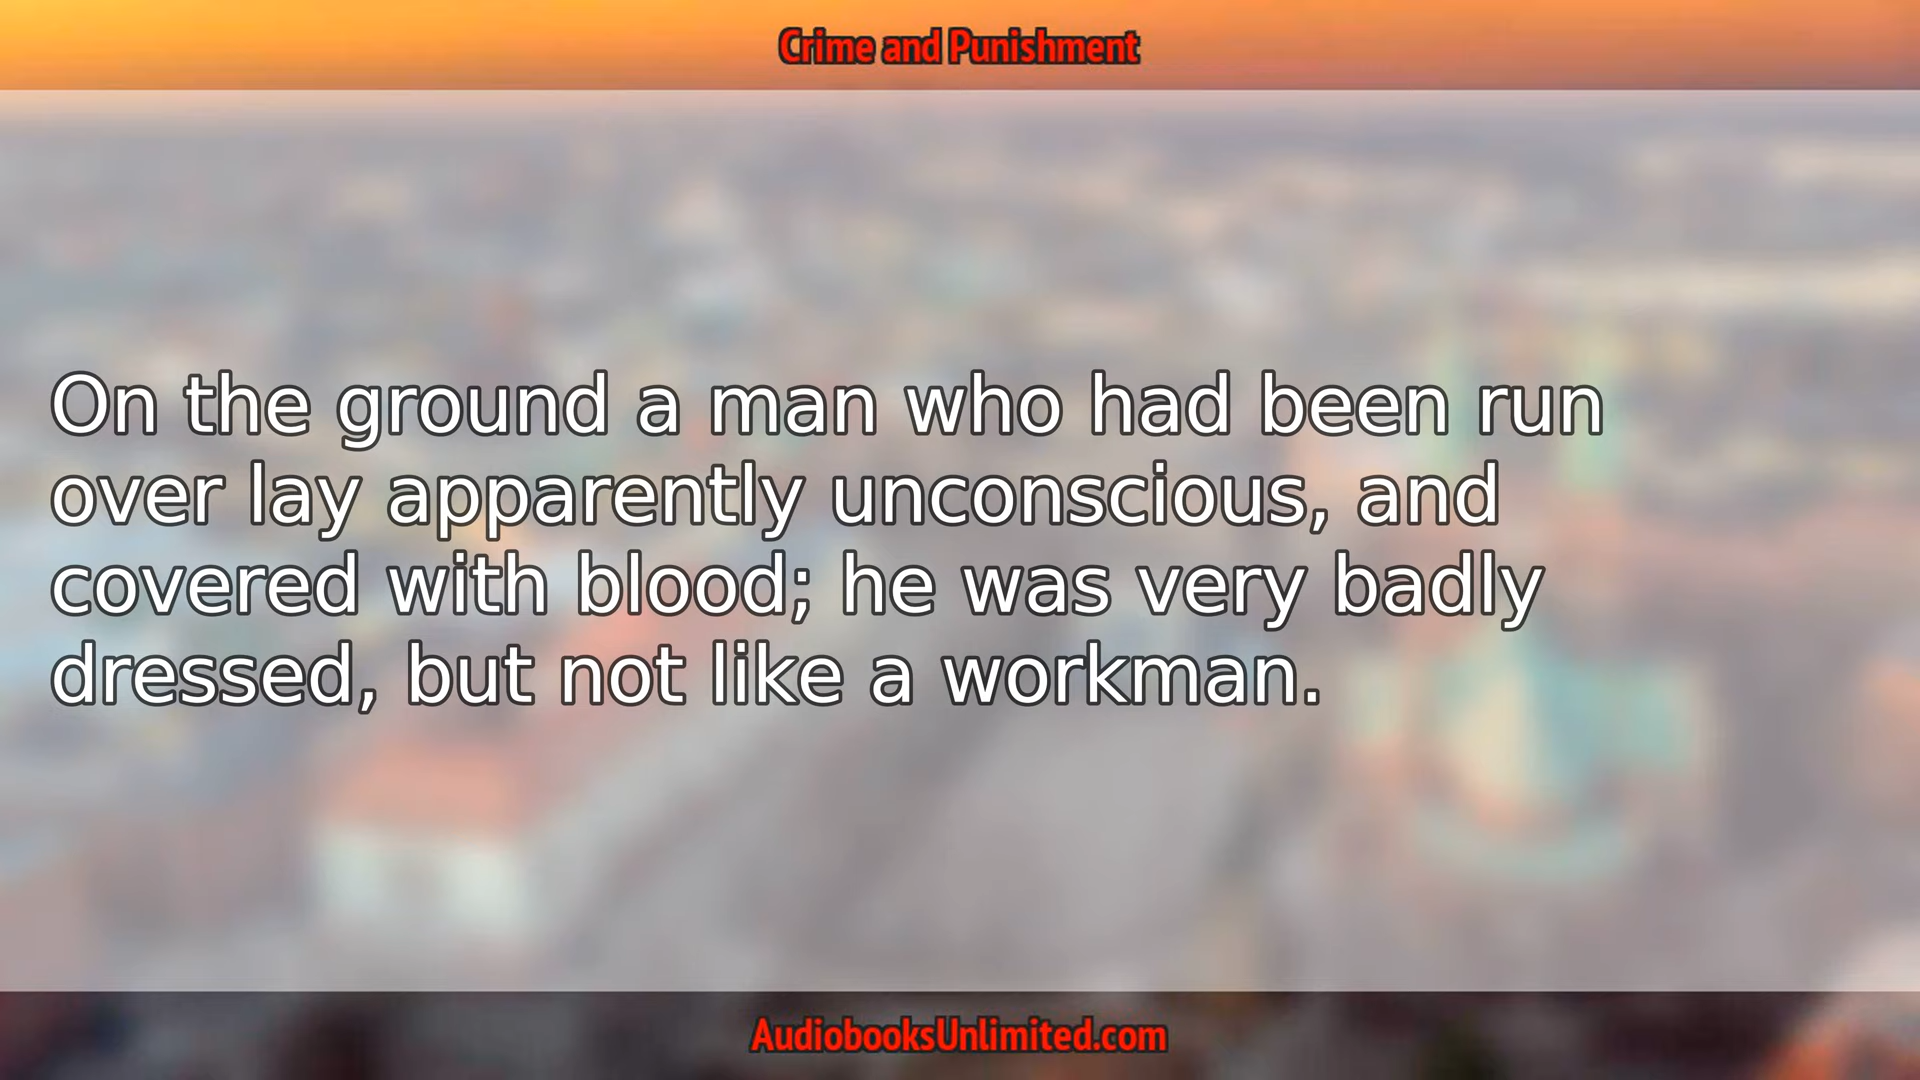 Crime and Punishment
On the ground a man who had been run
over lay apparently unconscious, and
covered with blood; he was very badly
dressed, but not like a workman.
AudiobooksUnlimited.com